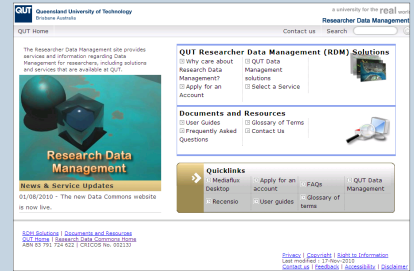 QUT Queensland University of Technology
Brisbane Australia
a university for the real world
Researcher Data Management
QUT Home
Contact us Search
The Researcher Data Management site provides
services and information regarding Data
Management for researchers, including solutions
and services that are available at QUT.
Research Data
Management
News & Service Updates
01/08/2010 - The new Data Commons website
is now live.
QUT Researcher Data Management (RDM) Solutions
Why care about
Research Data
Management?
Apply for an
Account
QUT Data
Management
solutions
Select a Service
Documents and Resources
User Guides
Frequently Asked
Questions
Glossary of Terms
Contact Us
Quicklinks
Mediaflux
Desktop
Apply for an
account
FAQs
QUT Data
Management
Recensio
User guides
Glossary of
terms
RDM Solutions | Documents and Resources
QUT Home | Research Data Commons Home
ABN 83 791 724 622 | CRICOS No. 00213J
Privacy | Copyright | Right to Information
Last modified : 17-Nov-2010
Contact us | Feedback | Accessibility | Disclaimer